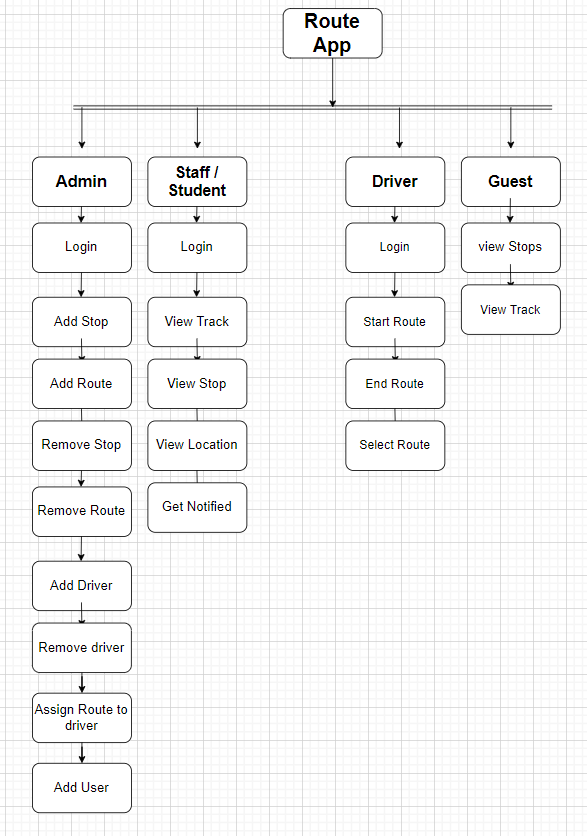 Route
App
Admin
Staff /
Student
Driver
Guest
Login
Login
Login
view Stops
Add Stop
View Track
Start Route
View Track
Add Route
View Stop
End Route
Remove Stop
View Location
Select Route
Remove Route
Get Notified
Add Driver
Remove driver
Assign Route to
driver
Add User